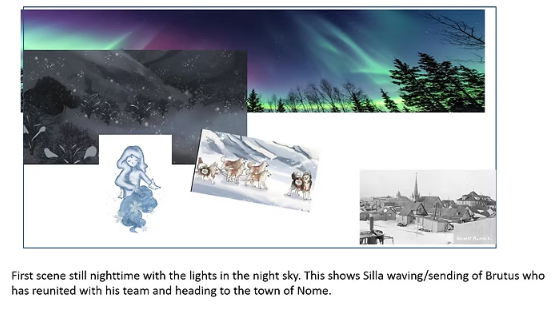 First scene still nighttime with the lights in the night sky. This shows Silla waving/sending of Brutus who
has reunited with his team and heading to the town of Nome.